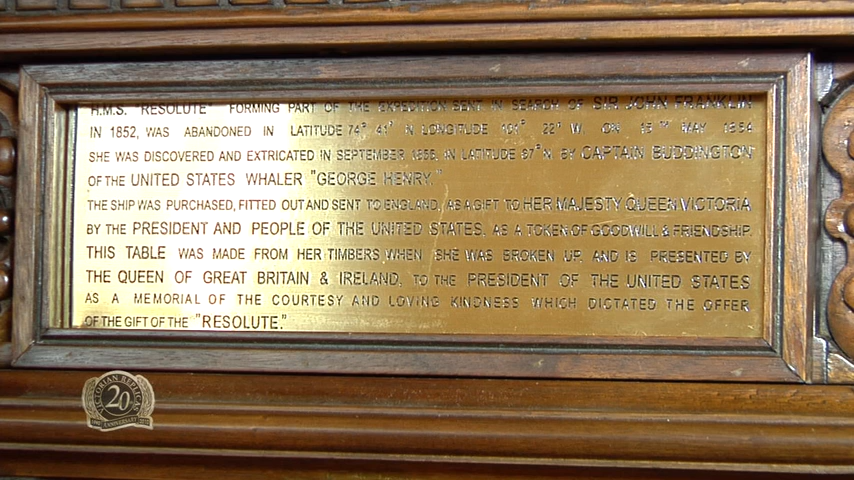 H.M.S. "RESOLUTE" FORMING PART OF THE EXPEDITION SENT IN SEARCH OF SIR JOHN FRANKLIN
IN 1852, WAS ABANDONED IN LATITUDE 74° 41' N LONGITUDE 101° 22' W. ON 15TH MAY 1854
SHE WAS DISCOVERED AND EXTRICATED IN SEPTEMBER 1855, IN LATITUDE 67° N BY CAPTAIN BUDDINGTON
OF THE UNITED STATES WHALER "GEORGE HENRY."
THE SHIP WAS PURCHASED, FITTED OUT AND SENT TO ENGLAND, AS A GIFT TO HER MAJESTY QUEEN VICTORIA
BY THE PRESIDENT AND PEOPLE OF THE UNITED STATES, AS A TOKEN OF GOODWILL & FRIENDSHIP.
THIS TABLE WAS MADE FROM HER TIMBERS WHEN SHE WAS BROKEN UP, AND IS PRESENTED BY
THE QUEEN OF GREAT BRITAIN & IRELAND, TO THE PRESIDENT OF THE UNITED STATES
AS A MEMORIAL OF THE COURTESY AND LOVING KINDNESS WHICH DICTATED THE OFFER
OF THE GIFT OF THE "RESOLUTE."
VICTORIAN REPLICAS
20
ANNIVERSARY